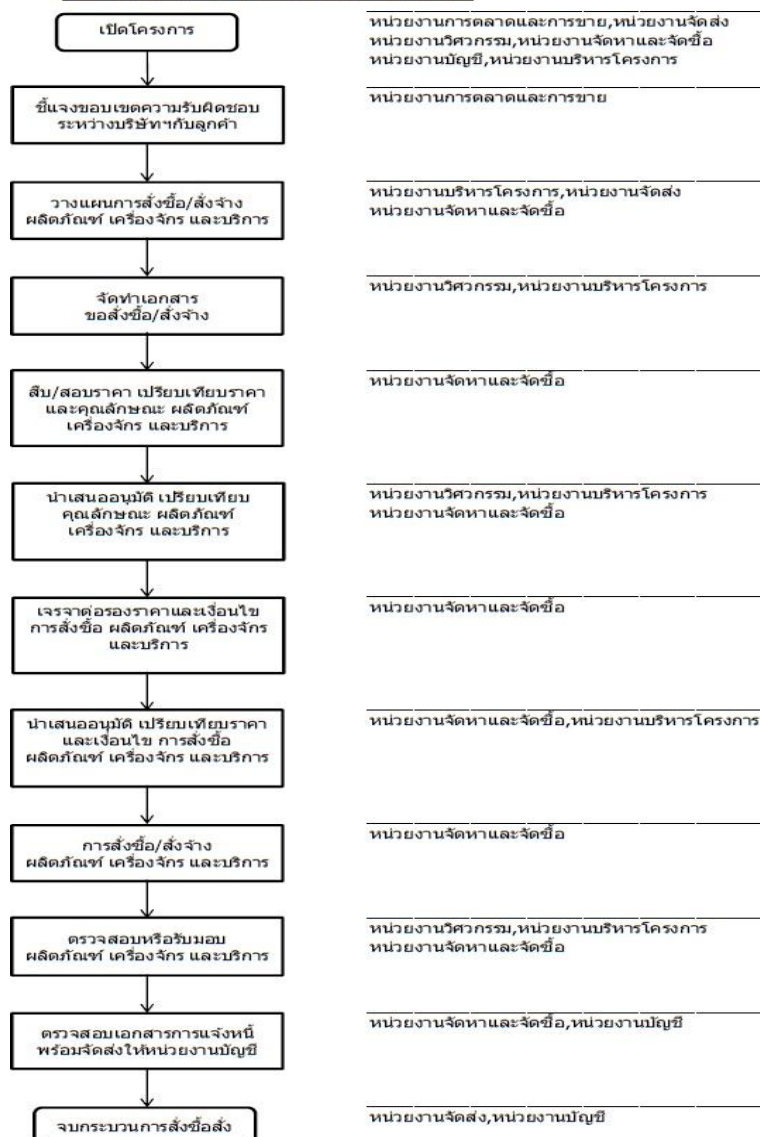 เปิดโครงการ
หน่วยงานการตลาดและการขาย,หน่วยงานจัดส่ง
หน่วยงานวิศวกรรม,หน่วยงานจัดหาและจัดซื้อ
หน่วยงานบัญชี,หน่วยงานบริหารโครงการ
ชี้แจงขอบเขตความรับผิดชอบ
ระหว่างบริษัทฯกับลูกค้า
หน่วยงานการตลาดและการขาย
วางแผนการสั่งซื้อ/สั่งจ้าง
ผลิตภัณฑ์ เครื่องจักร และบริการ
หน่วยงานบริหารโครงการ,หน่วยงานจัดส่ง
หน่วยงานจัดหาและจัดซื้อ
จัดทำเอกสาร
ขอสั่งซื้อ/สั่งจ้าง
หน่วยงานวิศวกรรม,หน่วยงานบริหารโครงการ
สืบ/สอบราคา เปรียบเทียบราคา
และคุณลักษณะ ผลิตภัณฑ์
เครื่องจักร และบริการ
หน่วยงานจัดหาและจัดซื้อ
นำเสนออนุมัติ เปรียบเทียบ
คุณลักษณะ ผลิตภัณฑ์
เครื่องจักร และบริการ
หน่วยงานวิศวกรรม,หน่วยงานบริหารโครงการ
หน่วยงานจัดหาและจัดซื้อ
เจรจาต่อรองราคาและเงื่อนไข
การสั่งซื้อ ผลิตภัณฑ์ เครื่องจักร
และบริการ
หน่วยงานจัดหาและจัดซื้อ
นำเสนออนุมัติ เปรียบเทียบราคา
และเงื่อนไข การสั่งซื้อ
ผลิตภัณฑ์ เครื่องจักร และบริการ
หน่วยงานจัดหาและจัดซื้อ,หน่วยงานบริหารโครงการ
การสั่งซื้อ/สั่งจ้าง
ผลิตภัณฑ์ เครื่องจักร และบริการ
หน่วยงานจัดหาและจัดซื้อ
ตรวจสอบหรือรับมอบ
ผลิตภัณฑ์ เครื่องจักร และบริการ
หน่วยงานวิศวกรรม,หน่วยงานบริหารโครงการ
หน่วยงานจัดหาและจัดซื้อ
ตรวจสอบเอกสารการแจ้งหนี้
พร้อมจัดส่งให้หน่วยงานบัญชี
หน่วยงานจัดหาและจัดซื้อ,หน่วยงานบัญชี
จบกระบวนการสั่งซื้อสั่ง
หน่วยงานจัดส่ง,หน่วยงานบัญชี